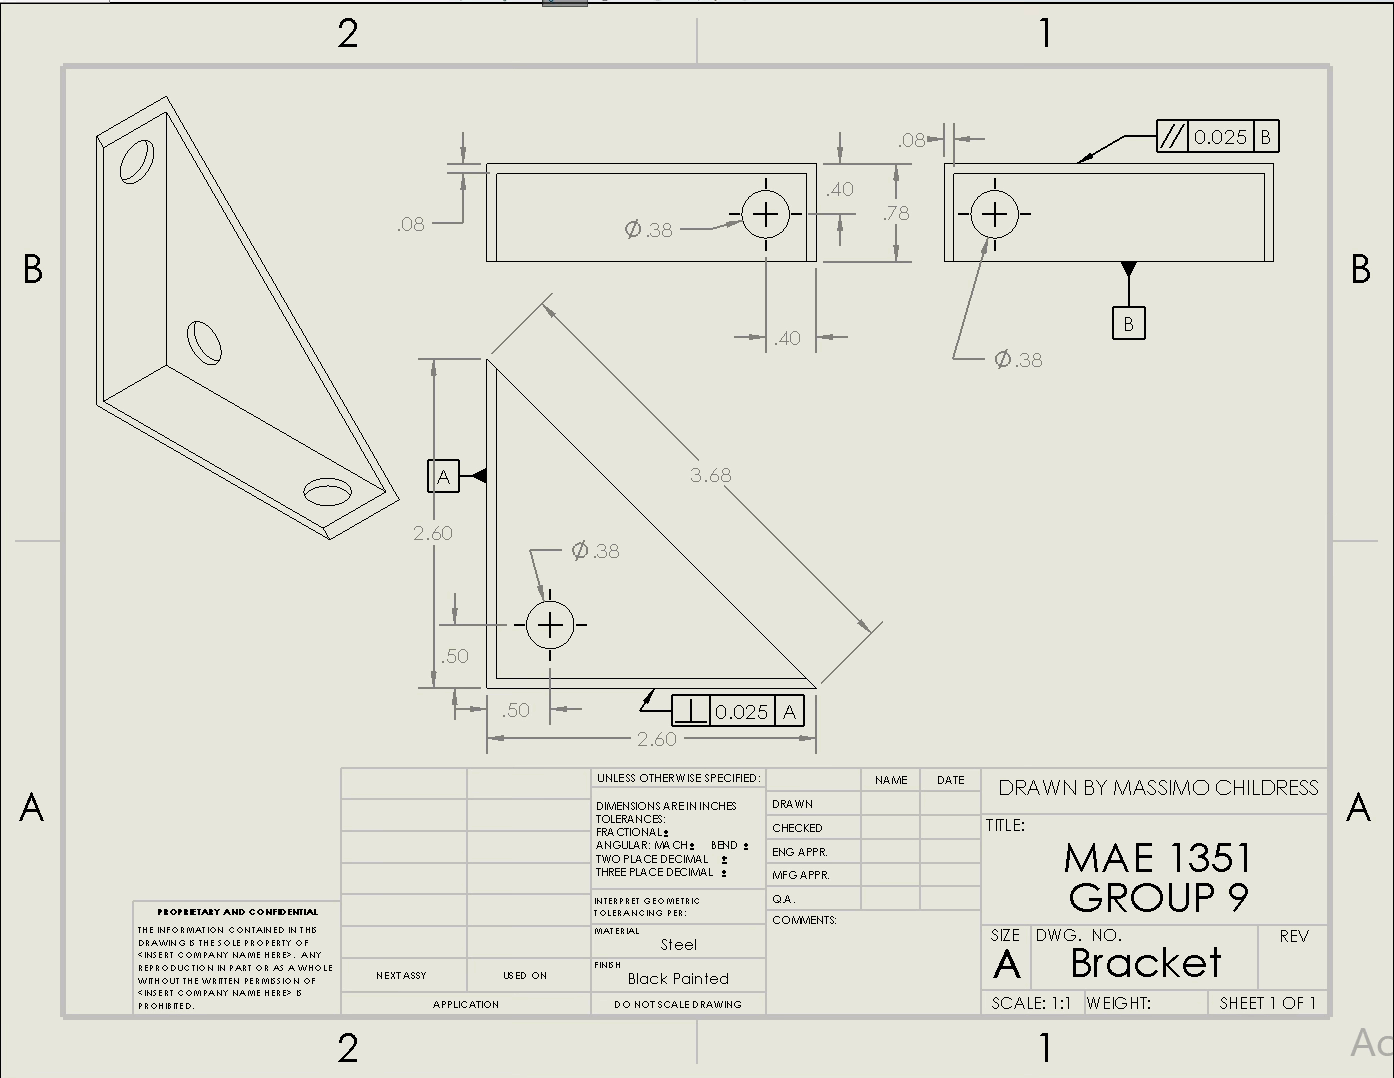 2
1
B
B
.08
// 0.025 B
.40
.78
.08
Ø.38
B
.40
Ø.38
3.68
A
2.60
Ø.38
.50
.50
⊥ 0.025 A
2.60
A
A
UNLESS OTHERWISE SPECIFIED:
DIMENSIONS ARE IN INCHES
TOLERANCES:
FRACTIONAL±
ANGULAR: MACH± BEND ±
TWO PLACE DECIMAL ±
THREE PLACE DECIMAL ±
INTERPRET GEOMETRIC
TOLERANCING PER:
MATERIAL
Steel
FINISH
Black Painted
DO NOT SCALE DRAWING
NAME DATE
DRAWN
CHECKED
ENG APPR.
MFG APPR.
Q.A.
COMMENTS:
DRAWN BY MASSIMO CHILDRESS
TITLE:
MAE 1351
GROUP 9
SIZE DWG. NO. REV
A Bracket
SCALE: 1:1 WEIGHT: SHEET 1 OF 1
PROPRIETARY AND CONFIDENTIAL
THE INFORMATION CONTAINED IN THIS
DRAWING IS THE SOLE PROPERTY OF
<INSERT COMPANY NAME HERE>. ANY
REPRODUCTION IN PART OR AS A WHOLE
WITHOUT THE WRITTEN PERMISSION OF
<INSERT COMPANY NAME HERE> IS
PROHIBITED.
NEXT ASSY USED ON
APPLICATION
2
1